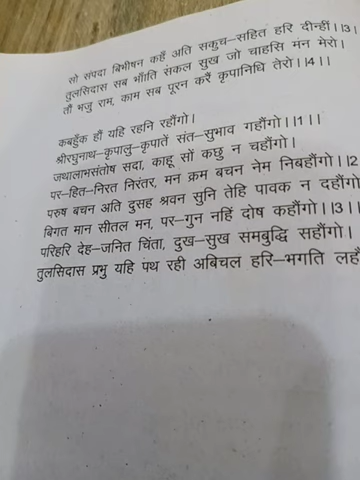 सो संपदा बिभीषन कहँ अति सकुच–सहित हरि दीन्हीं।।3।
तुलसिदास सब भाँति सकल सुख जो चाहसि मन मेरो।
तौ भजु राम, काम सब पूरन करैं कृपानिधि तेरो।।4।।
कबहुँक हौं यहि रहनि रहौंगो।
श्रीरघुनाथ–कृपालु–कृपातें संत–सुभाव गहौंगो।।1।।
जथालाभसंतोष सदा, काहू सों कछु न चहौंगो।
पर–हित–निरत निरंतर, मन क्रम बचन नेम निबहौंगो।।2
परुष बचन अति दुसह श्रवन सुनि तेहि पावक न दहौंगो
बिगत मान सीतल मन, पर–गुन नहिं दोष कहौंगो।।3।।
परिहरि देह–जनित चिंता, दुख–सुख समबुद्धि सहौंगो।
तुलसिदास प्रभु यहि पथ रही अबिचल हरि–भगति लहौं